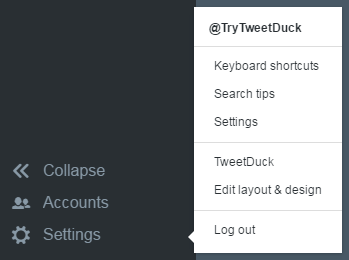 @TryTweetDuck
Keyboard shortcuts
Search tips
Settings
TweetDuck
Edit layout & design
Log out
Collapse
Accounts
Settings